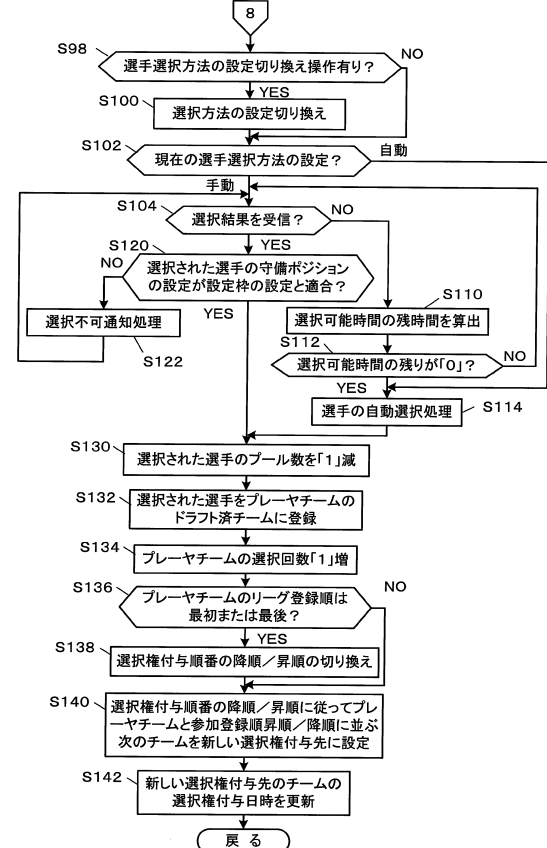 8
S98
選手選択方法の設定切り換え操作有り？
NO
YES
S100
選択方法の設定切り換え
S102
現在の選手選択方法の設定？
自動
手動
S104
選択結果を受信？
NO
YES
S120
NO
選択された選手の守備ポジション
の設定が設定枠の設定と適合？
YES
選択不可通知処理
S122
S110
選択可能時間の残時間を算出
S112
選択可能時間の残りが「０」？
NO
YES
選手の自動選択処理
S114
S130
選択された選手のプール数を「１」減
S132
選択された選手をプレーヤチームの
ドラフト済チームに登録
S134
プレーヤチームの選択回数「１」増
S136
プレーヤチームのリーグ登録順は
最初または最後？
NO
YES
S138
選択権付与順番の降順／昇順の切り換え
S140
選択権付与順番の降順／昇順に従ってプレ
ーヤチームと参加登録順昇順／降順に並ぶ
次のチームを新しい選択権付与先に設定
S142
新しい選択権付与先のチームの
選択権付与日時を更新
戻 る